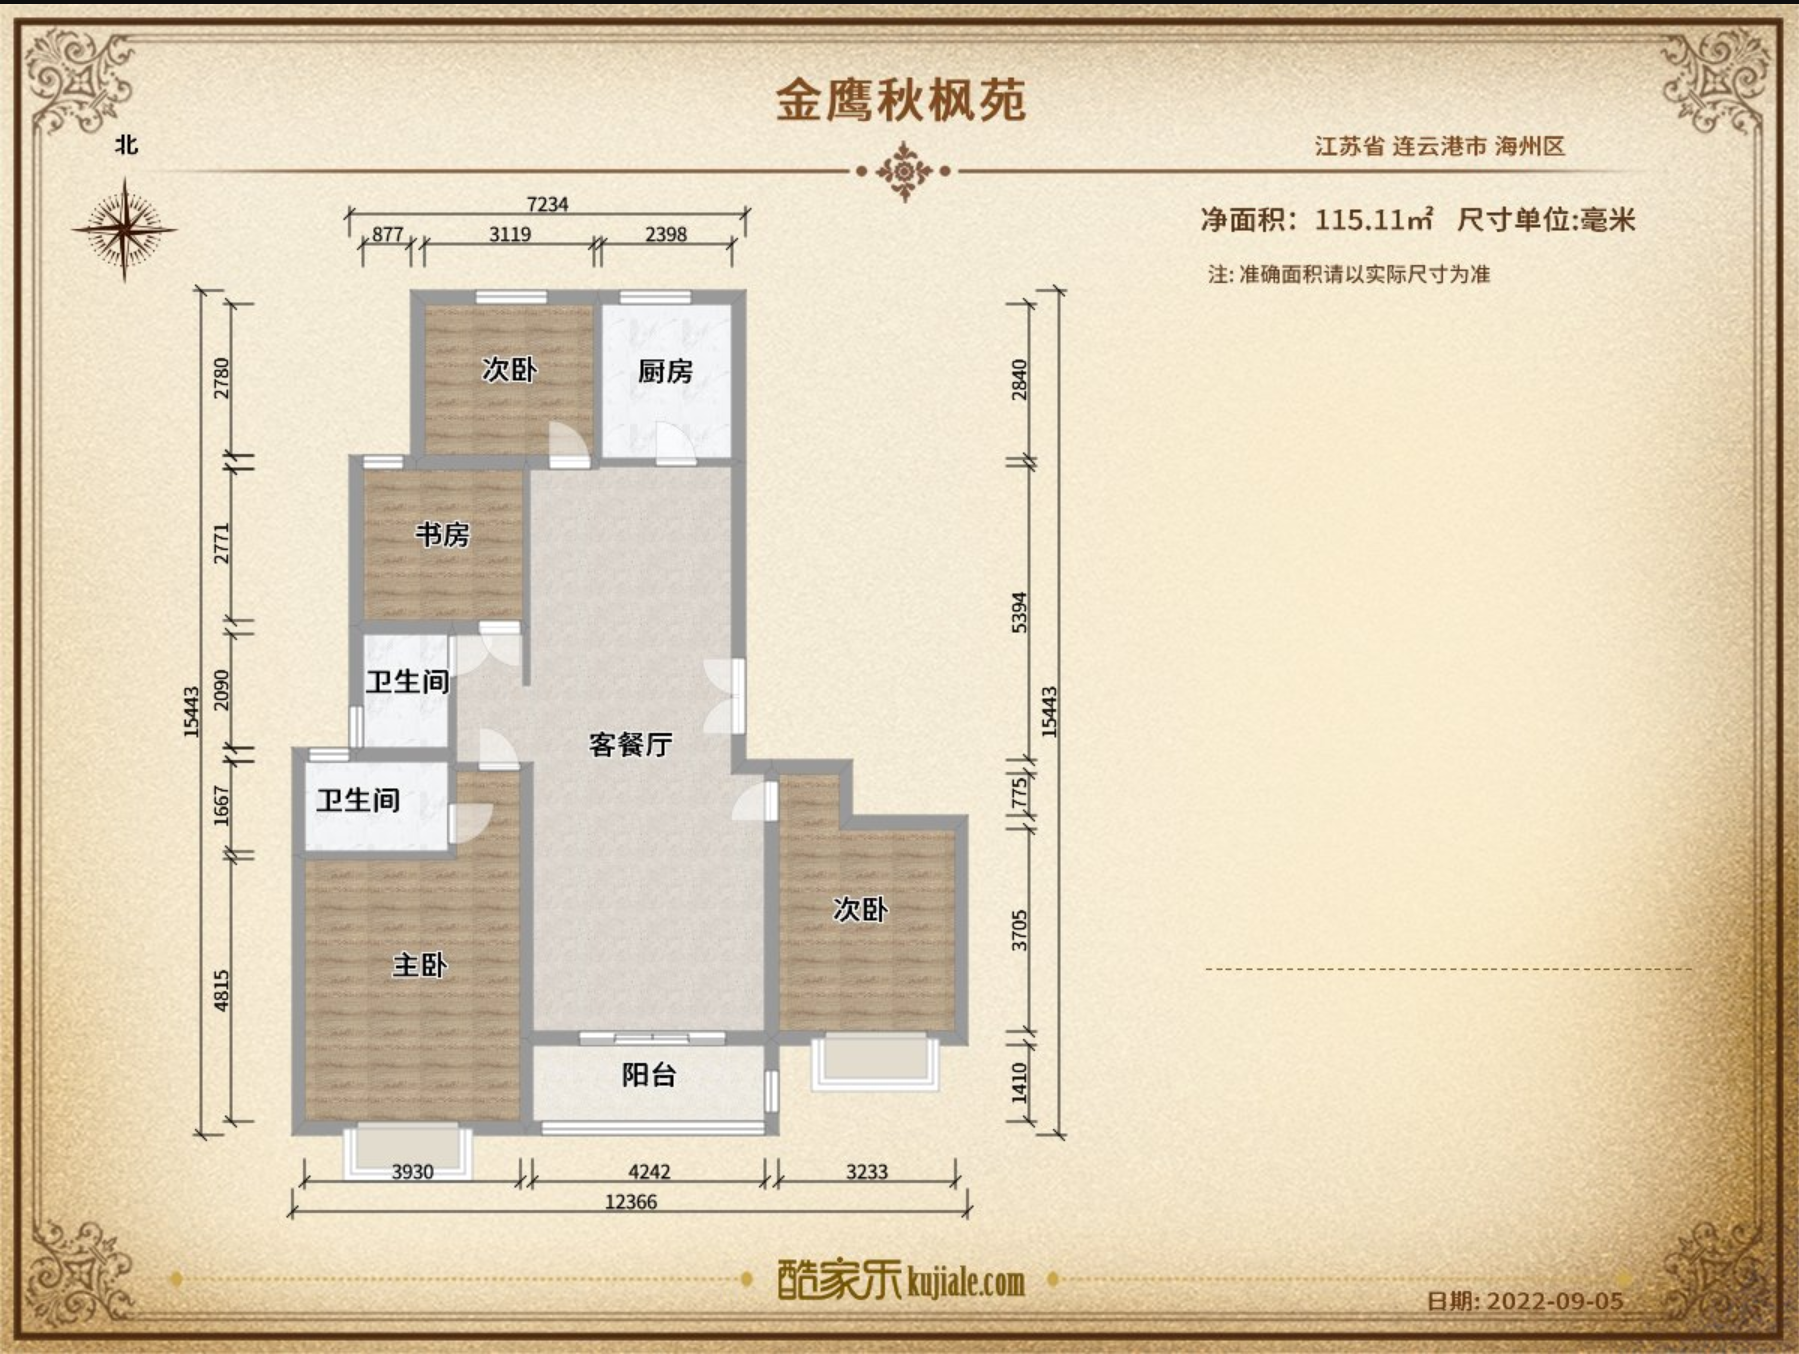 金鹰秋枫苑
北
江苏省 连云港市 海州区
净面积：115.11㎡ 尺寸单位:毫米
注: 准确面积请以实际尺寸为准
7234
877
3119
2398
2780
2840
次卧
厨房
2771
书房
5394
2090
卫生间
15443
15443
客餐厅
1667
卫生间
775
次卧
3705
主卧
4815
阳台
1410
3930
4242
3233
12366
酷家乐kujiale.com
日期: 2022-09-05